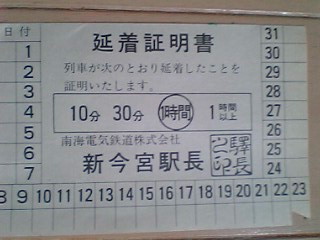 日付
延着証明書
列車が次のとおり延着したことを
証明いたします。
10分 30分 1時間 1時間以上
南海電気鉄道株式会社
新今宮駅長
駅長之印
1
2
3
4
5
6
7
8 9 10 11 12 13 14 15 16 17 18 19 20 21 22 23
24
25
26
27
28
29
30
31